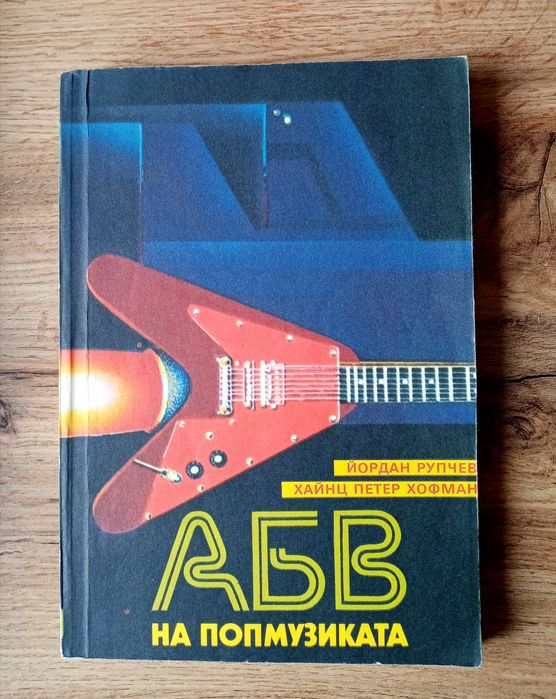 ЙОРДАН РУПЧЕВ
ХАЙНЦ ПЕТЕР ХОФМАН
АБВ
НА ПОПМУЗИКАТА